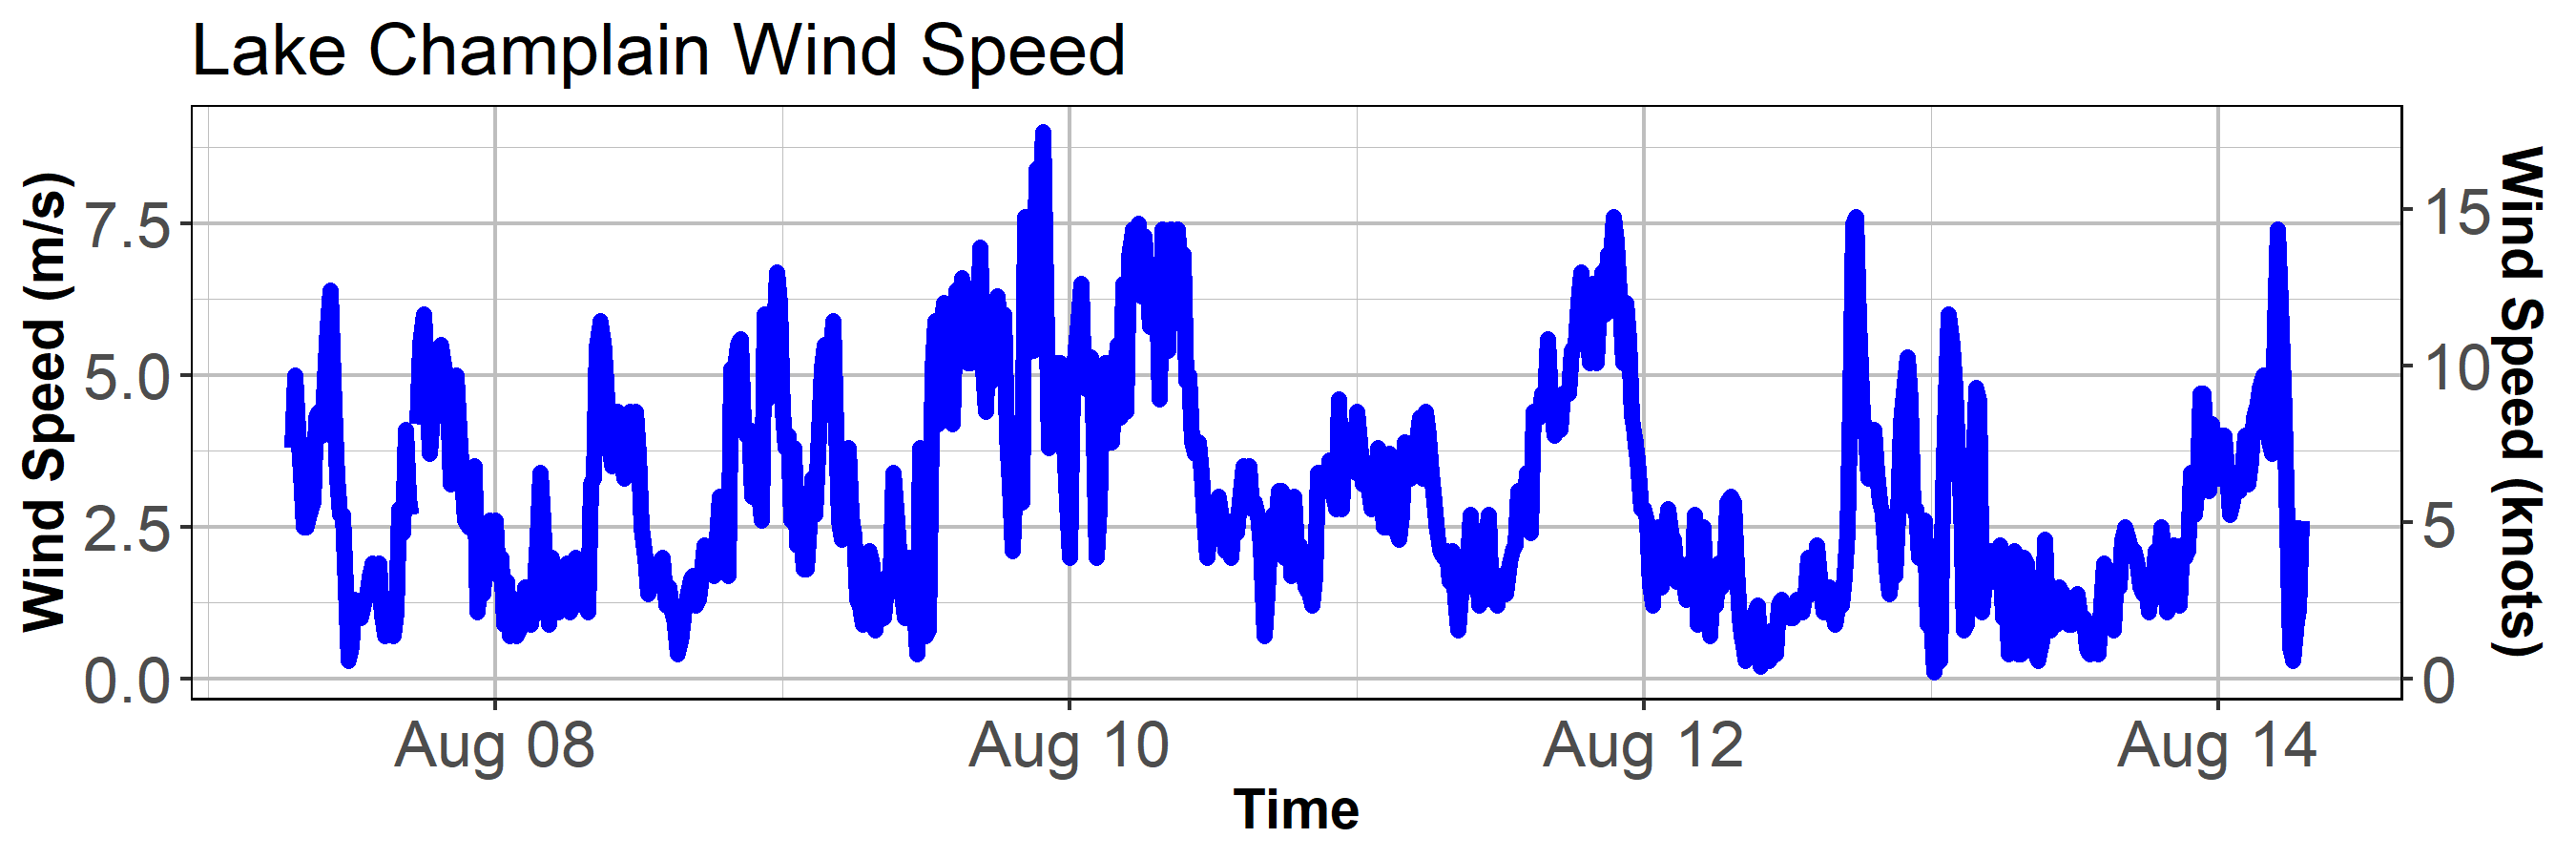 Lake Champlain Wind Speed
Wind Speed (m/s)
7.5
5.0
2.5
0.0
15
10
5
0
Wind Speed (knots)
Aug 08
Aug 10
Aug 12
Aug 14
Time